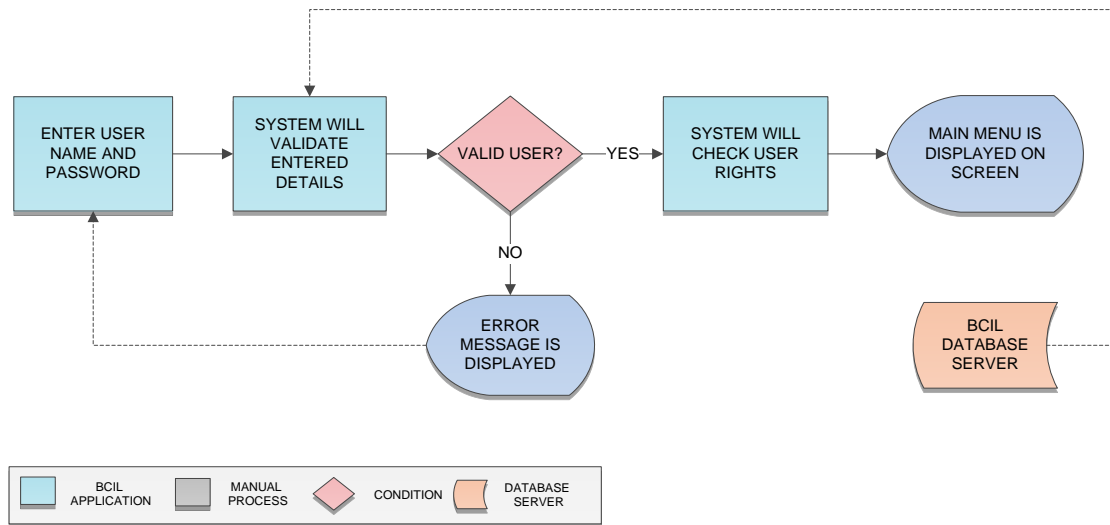 ENTER USER
NAME AND
PASSWORD
SYSTEM WILL
VALIDATE
ENTERED
DETAILS
VALID USER?
YES
SYSTEM WILL
CHECK USER
RIGHTS
MAIN MENU IS
DISPLAYED ON
SCREEN
NO
ERROR
MESSAGE IS
DISPLAYED
BCIL
DATABASE
SERVER
BCIL
APPLICATION
MANUAL
PROCESS
CONDITION
DATABASE
SERVER